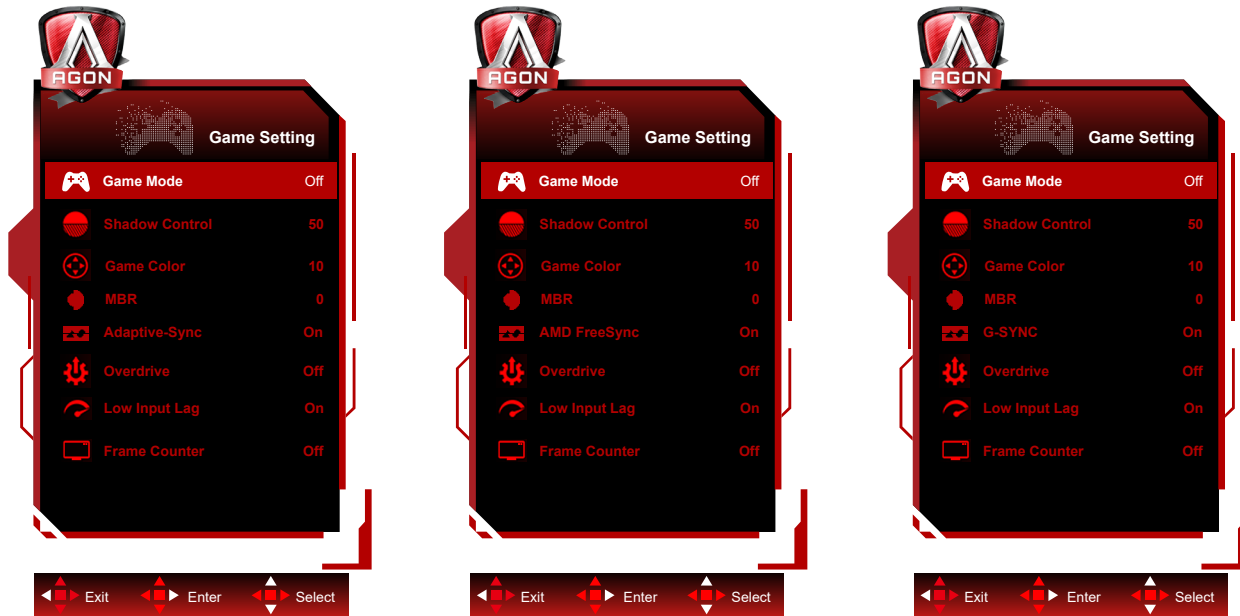 AGON
Game Setting
Game Mode Off
Shadow Control 50
Game Color 10
MBR 0
Adaptive-Sync On
Overdrive Off
Low Input Lag On
Frame Counter Off
Exit Enter Select
AGON
Game Setting
Game Mode Off
Shadow Control 50
Game Color 10
MBR 0
AMD FreeSync On
Overdrive Off
Low Input Lag On
Frame Counter Off
Exit Enter Select
AGON
Game Setting
Game Mode Off
Shadow Control 50
Game Color 10
MBR 0
G-SYNC On
Overdrive Off
Low Input Lag On
Frame Counter Off
Exit Enter Select